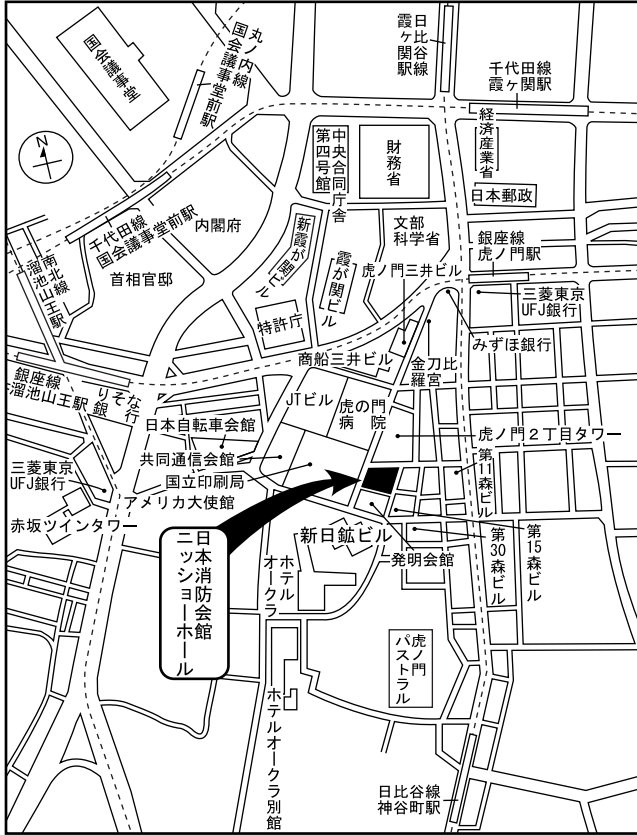 国会議事堂
丸ノ内線
国会議事堂前駅
日比谷線
霞ヶ関駅
千代田線
霞ヶ関駅
N
中央合同庁舎
第四号館
財務省
経済産業省
日本郵政
千代田線
国会議事堂前駅
内閣府
新霞が関ビル
霞が関ビル
文部
科学省
銀座線
虎ノ門駅
首相官邸
南北線
溜池山王駅
虎ノ門三井ビル
三菱東京
UFJ銀行
特許庁
みずほ銀行
商船三井ビル
金刀比
羅宮
銀座線
溜池山王駅
りそな
銀行
JTビル
虎の門
病院
日本自転車会館
虎ノ門2丁目タワー
共同通信会館
三菱東京
UFJ銀行
国立印刷局
第11森ビル
アメリカ大使館
赤坂ツインタワー
新日鉱ビル
発明会館
第30森ビル
第15森ビル
日本消防会館
ニッショーホール
ホテル
オークラ
虎ノ門
パストラル
ホテルオークラ別館
日比谷線
神谷町駅